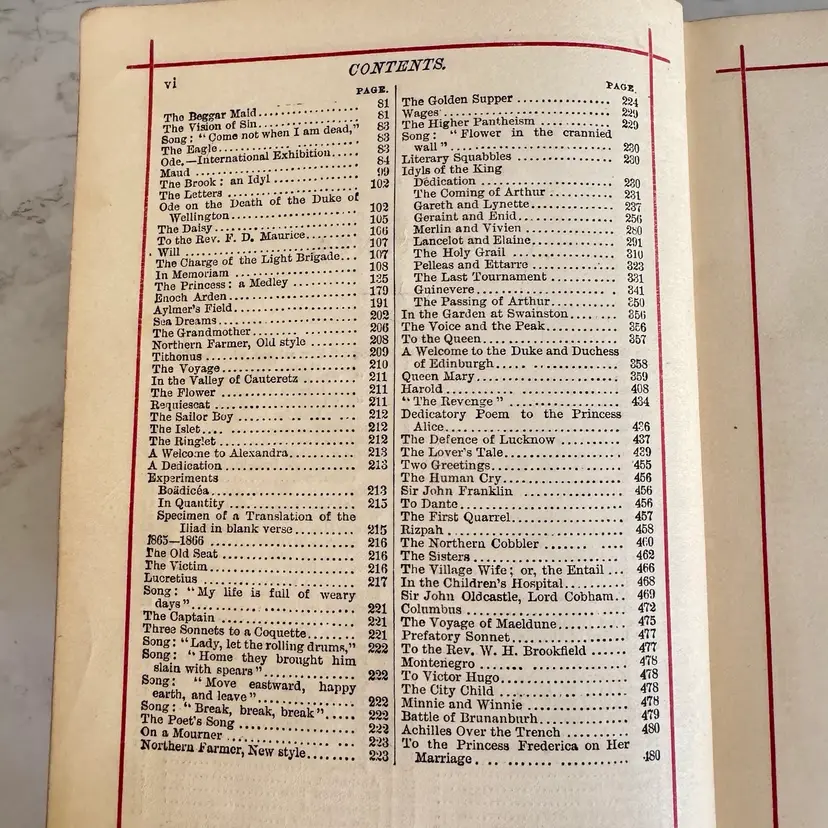 vi
CONTENTS.
PAGE.
The Beggar Maid.................. 81
The Vision of Sin.................. 81
Song: "Come not when I am dead," 83
The Eagle.................. 83
Ode.—International Exhibition..... 83
Maud .................. 84
The Brook: an Idyl .................. 99
The Letters .................. 102
Ode on the Death of the Duke of
Wellington.................. 102
The Daisy .................. 105
To the Rev. F. D. Maurice.......... 106
Will .................. 107
The Charge of the Light Brigade... 107
In Memoriam .................. 108
The Princess: a Medley .......... 135
Enoch Arden .................. 179
Aylmer's Field.................. 191
Sea Dreams .................. 202
The Grandmother .................. 206
Northern Farmer, Old style ........ 208
Tithonus .................. 209
The Voyage.................. 210
In the Valley of Cauteretz ........ 211
The Flower .................. 211
Requiescat .................. 211
The Sailor Boy .................. 212
The Islet.................. 212
The Ringlet .................. 212
A Welcome to Alexandra............ 213
A Dedication .................. 213
Experiments
Boädicéa .................. 213
In Quantity .................. 215
Specimen of a Translation of the
Iliad in blank verse............ 215
1865—1866 .................. 216
The Old Seat .................. 216
The Victim .................. 216
Lucretius .................. 217
Song: "My life is full of weary
days".................. 221
The Captain .................. 221
Three Sonnets to a Coquette........ 221
Song: "Lady, let the rolling drums," 222
Song: "Home they brought him
slain with spears" .............. 222
Song: "Move eastward, happy
earth, and leave" .............. 222
Song: "Break, break, break"..... 222
The Poet's Song .................. 222
On a Mourner .................. 223
Northern Farmer, New style........ 223
PAGE.
The Golden Supper ................ 224
Wages .................. 229
The Higher Pantheism ............ 229
Song: "Flower in the crannied
wall" .................. 230
Literary Squabbles ................ 230
Idyls of the King
Dedication .................. 230
The Coming of Arthur ............ 231
Gareth and Lynette.............. 237
Geraint and Enid................ 256
Merlin and Vivien .............. 280
Lancelot and Elaine.............. 291
The Holy Grail .................. 310
Pelleas and Ettarre .............. 323
The Last Tournament ............ 331
Guinevere.................. 341
The Passing of Arthur............ 350
In the Garden at Swainston........ 356
The Voice and the Peak............ 356
To the Queen.................. 357
A Welcome to the Duke and Duchess
of Edinburgh.................. 358
Queen Mary.................. 359
Harold .................. 408
"The Revenge" .................. 434
Dedicatory Poem to the Princess
Alice.................. 436
The Defence of Lucknow .......... 437
The Lover's Tale.................. 439
Two Greetings.................. 455
The Human Cry.................. 456
Sir John Franklin ................ 456
To Dante.................. 456
The First Quarrel.................. 457
Rizpah .................. 458
The Northern Cobbler .............. 460
The Sisters .................. 462
The Village Wife; or, the Entail ... 466
In the Children's Hospital.......... 468
Sir John Oldcastle, Lord Cobham.. 469
Columbus .................. 472
The Voyage of Maeldune.......... 475
Prefatory Sonnet.................. 477
To the Rev. W. H. Brookfield ...... 477
Montenegro .................. 478
To Victor Hugo.................. 478
The City Child .................. 478
Minnie and Winnie ................ 478
Battle of Brunanburh.............. 479
Achilles Over the Trench .......... 480
To the Princess Frederica on Her
Marriage.................. 480